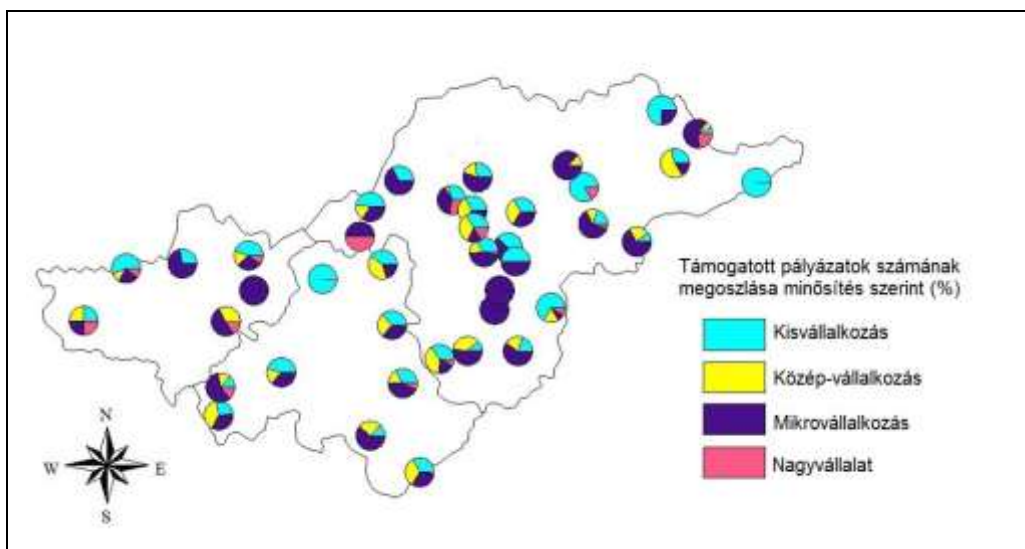 Támogatott pályázatok számának
megoszlása minősítés szerint (%)
Kisvállalkozás
Közép-vállalkozás
Mikrovállalkozás
Nagyvállalat
N
W E
S